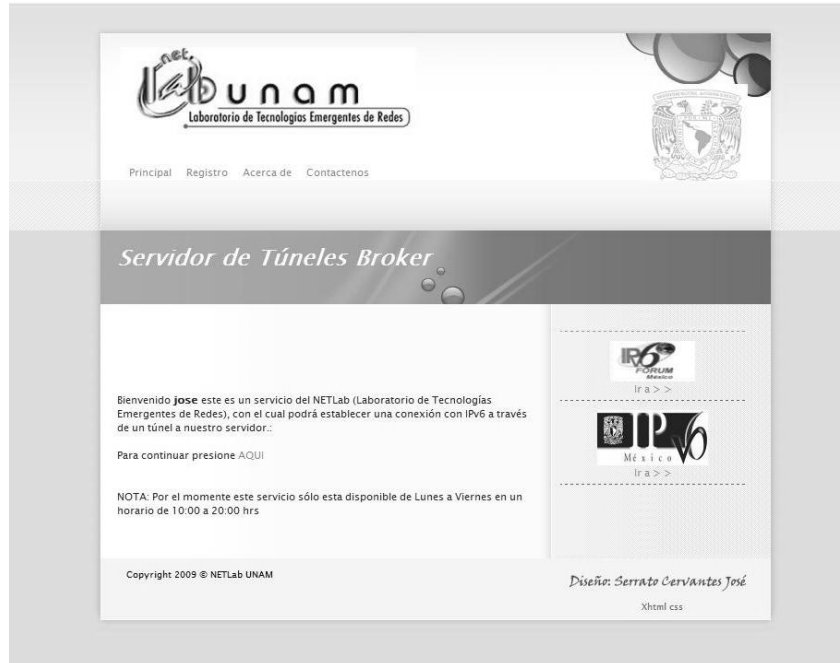 net.
Lab unam
Laboratorio de Tecnologías Emergentes de Redes
Principal Registro Acerca de Contactenos
Servidor de Túneles Broker
Bienvenido jose este es un servicio del NETLab (Laboratorio de Tecnologías
Emergentes de Redes), con el cual podrá establecer una conexión con IPv6 a través
de un túnel a nuestro servidor.:
Para continuar presione AQUI
NOTA: Por el momento este servicio sólo esta disponible de Lunes a Viernes en un
horario de 10:00 a 20:00 hrs
IPv6
FORUM
México
Ir a > >
IPv6
México
Ir a > >
Copyright 2009 © NETLab UNAM
Diseño: Serrato Cervantes José
Xhtml css